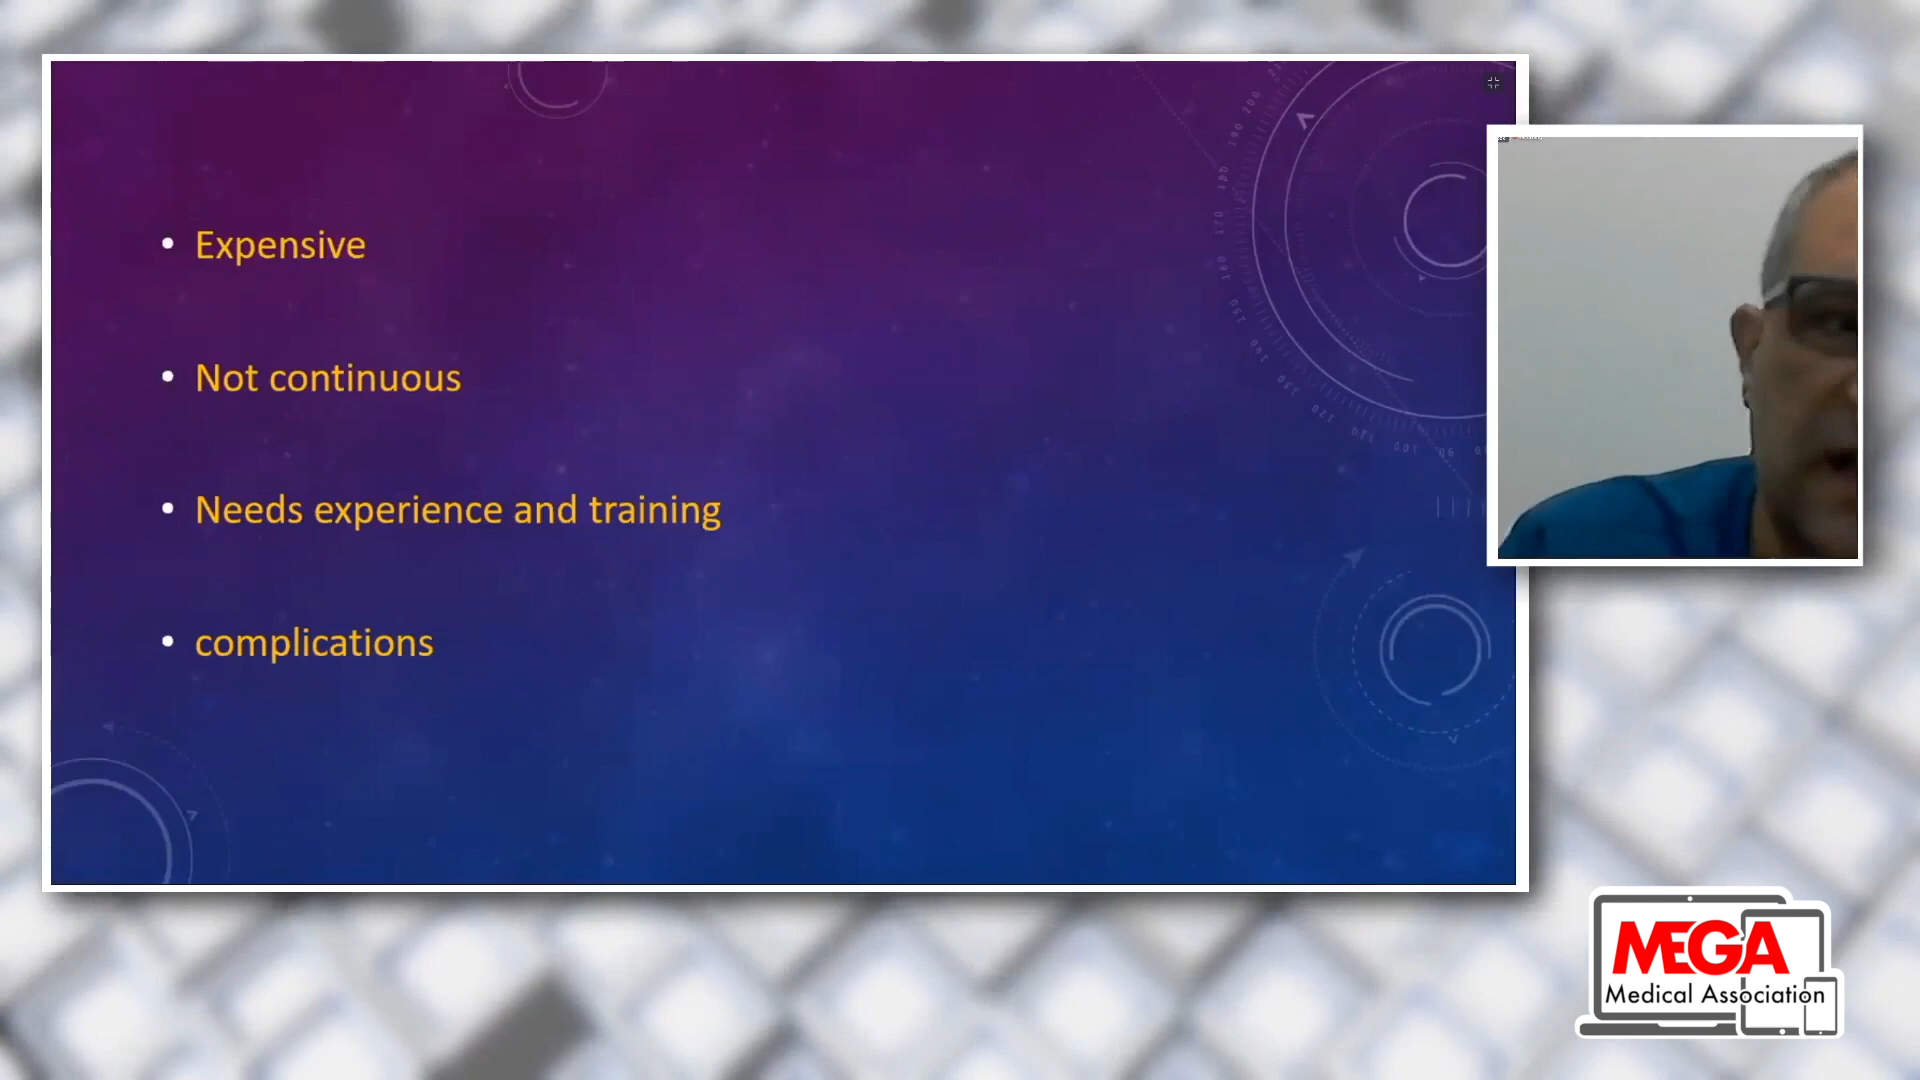 Expensive
Not continuous
Needs experience and training
complications
MEGA
Medical Association